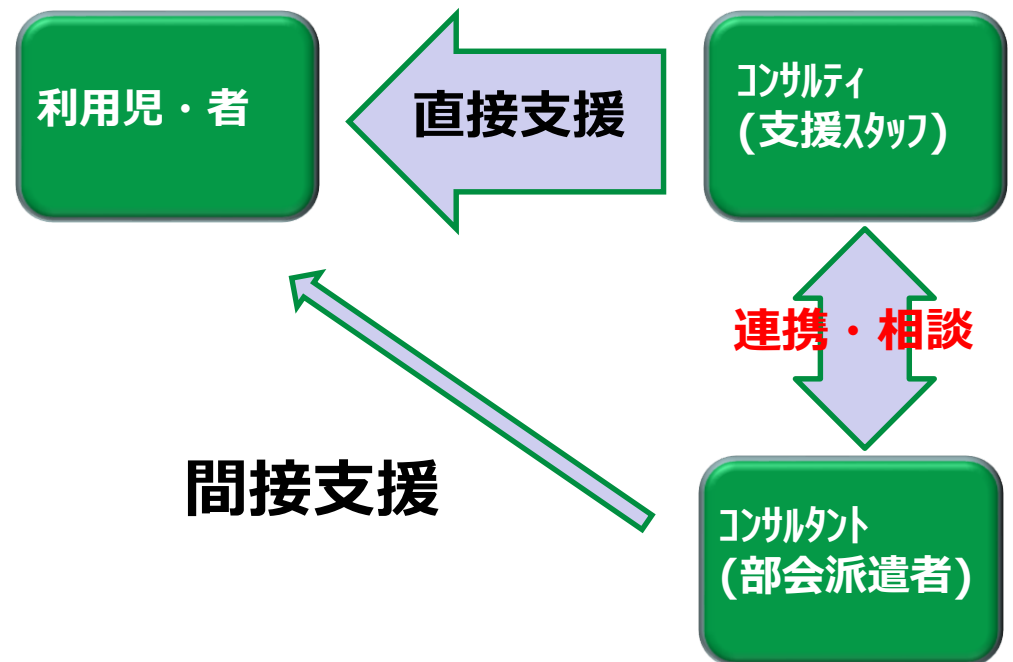 利用児・者
直接支援
コンサルティ
(支援スタッフ)
連携・相談
間接支援
コンサルタント
(部会派遣者)